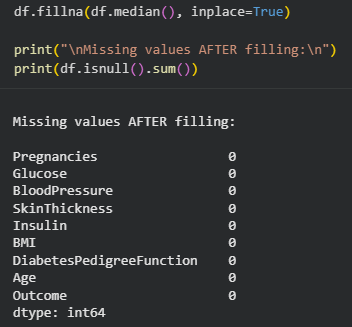 df.fillna(df.median(), inplace=True)
print("\nMissing values AFTER filling:\n")
print(df.isnull().sum())
Missing values AFTER filling:
Pregnancies                 0
Glucose                     0
BloodPressure               0
SkinThickness               0
Insulin                     0
BMI                         0
DiabetesPedigreeFunction    0
Age                         0
Outcome                     0
dtype: int64